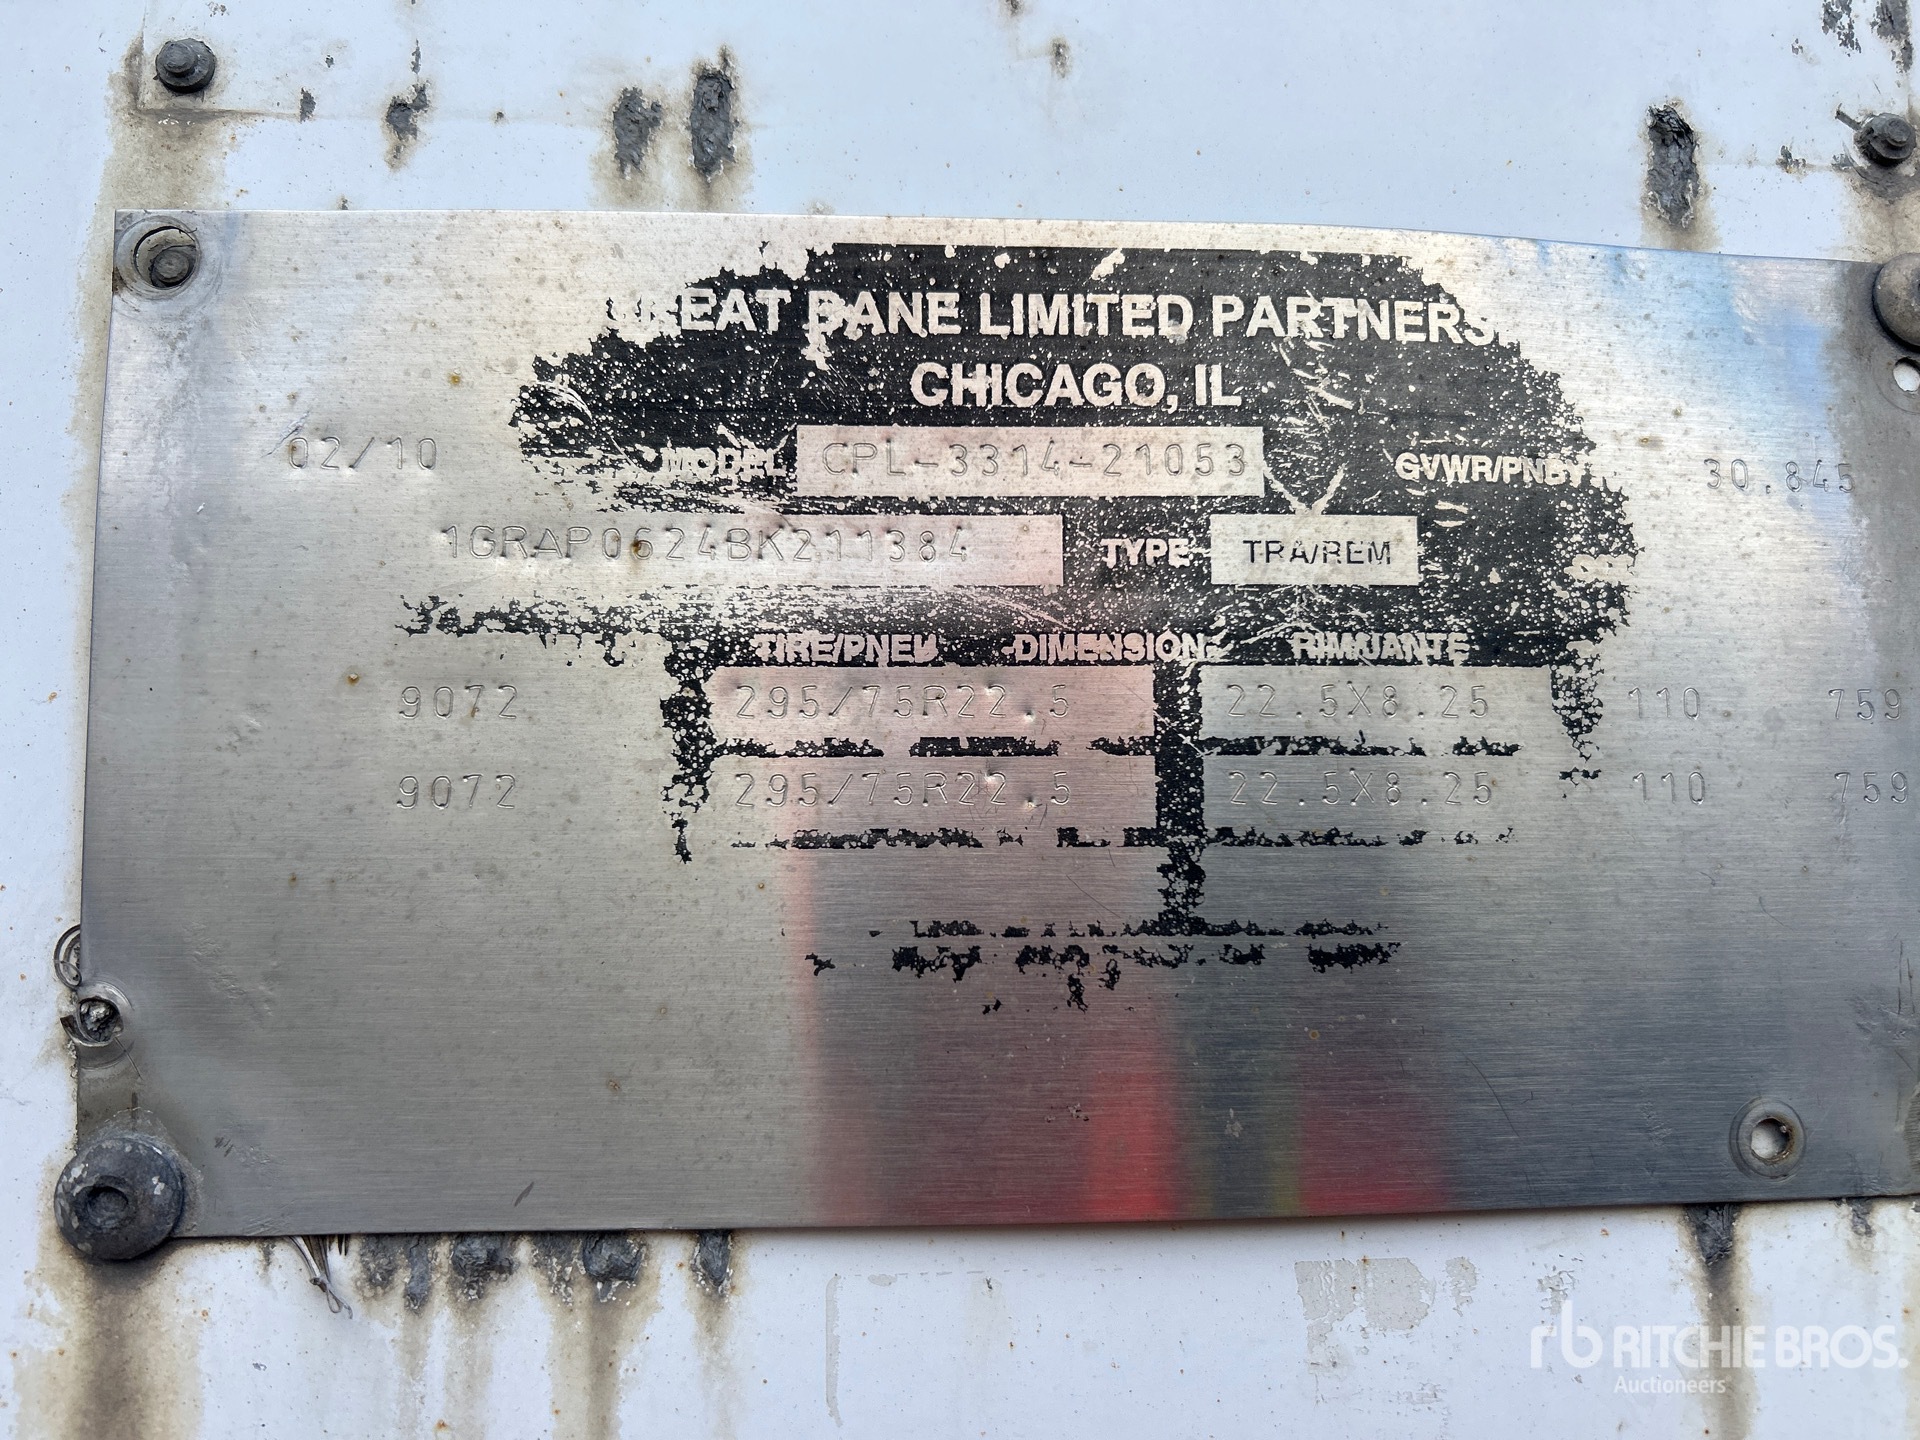 GREAT DANE LIMITED PARTNERS
CHICAGO, IL
02/10 MODEL CPL-3314-21053 GVWR/PNBV 30,845
1GRAP0624BK211384 TYPE TRA/REM
TIRE/PNEU -DIMENSION- RIM/JANTE
9072 295/75R22.5 22.5X8.25 110 759
9072 295/75R22.5 22.5X8.25 110 759
rb RITCHIE BROS.
Auctioneers